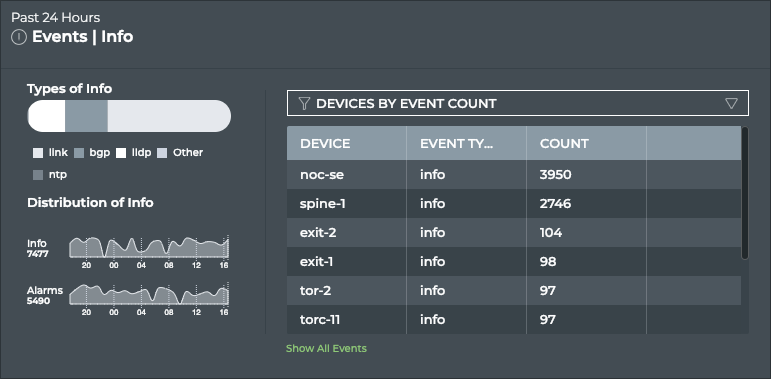 Past 24 Hours
Events | Info
Types of Info
link bgp lldp Other
ntp
Distribution of Info
Info
7477
20 00 04 08 12 16
Alarms
5490
20 00 04 08 12 16
DEVICES BY EVENT COUNT
DEVICE EVENT TY... COUNT
noc-se info 3950
spine-1 info 2746
exit-2 info 104
exit-1 info 98
tor-2 info 97
torc-11 info 97
Show All Events